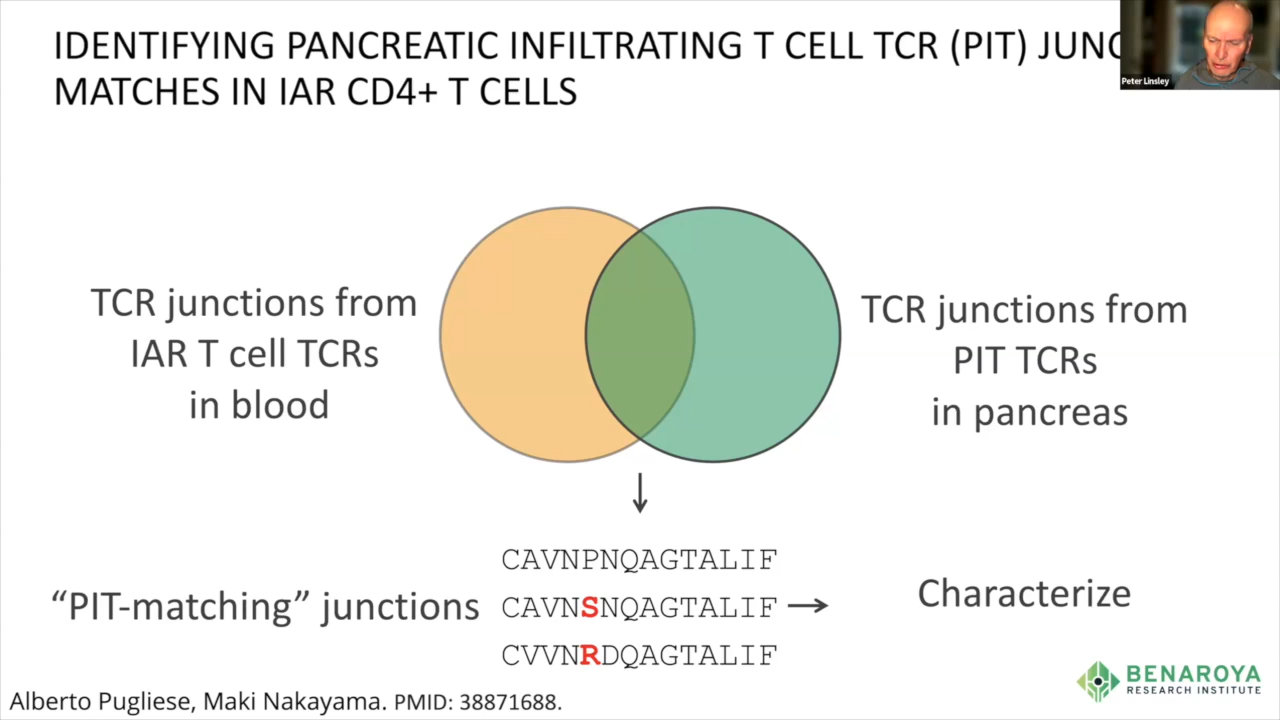 IDENTIFYING PANCREATIC INFILTRATING T CELL TCR (PIT)
MATCHES IN IAR CD4+ T CELLS
Peter Linsley
TCR junctions from
IAR T cell TCRs
in blood
TCR junctions from
PIT TCRs
in pancreas
CAVNPNQAGTALIF
"PIT-matching" junctions
CAVNSNQAGTALIF
Characterize
CVVNRDQAGTALIF
BENAROYA
RESEARCH INSTITUTE
Alberto Pugliese, Maki Nakayama. PMID: 38871688.